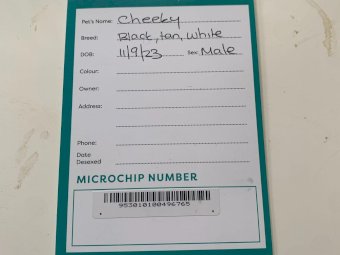 Pet's Name: Cheeky
Breed: Black, tan, white
DOB: 11/9/23 Sex: Male
Colour:
Owner:
Address:
Phone:
Date Desexed
MICROCHIP NUMBER
953010100496765